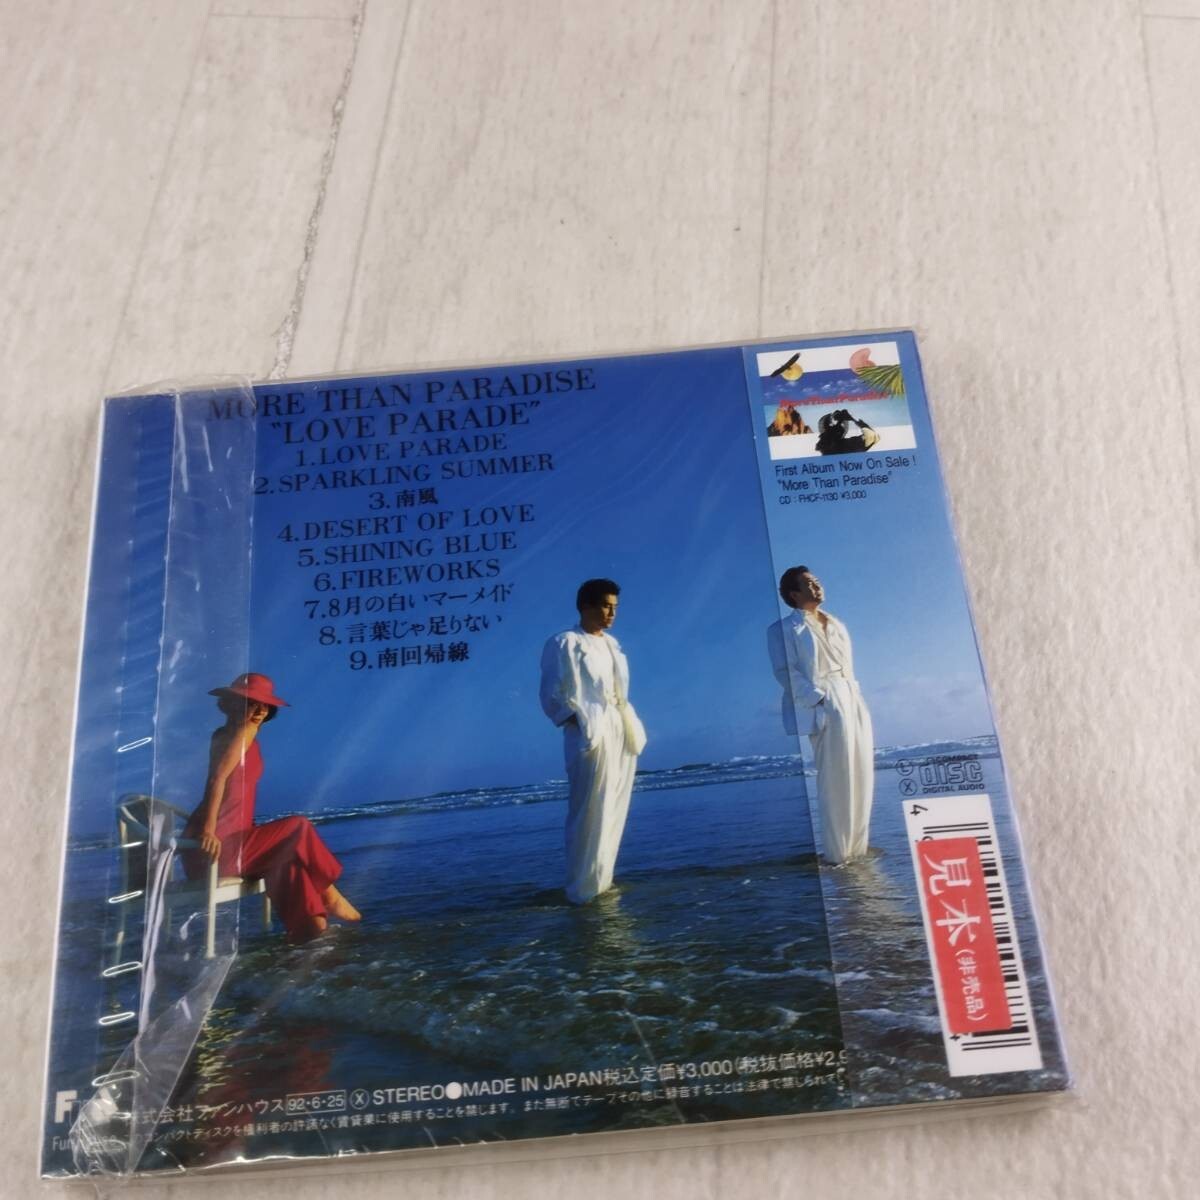 MORE THAN PARADISE
"LOVE PARADE"
1.LOVE PARADE
2.SPARKLING SUMMER
3.南風
4.DESERT OF LOVE
5.SHINING BLUE
6.FIREWORKS
7.8月の白いマーメイド
8.言葉じゃ足りない
9.南回帰線
MoreThanParadise
First Album Now On Sale!
"More Than Paradise"
CD:FHCF-1130 ¥3,000
COMPACT
disc
DIGITAL AUDIO
L
X
4
見本(非売品)
式会社ファンハウス 92・6・25 X STEREO●MADE IN JAPAN税込定価¥3,000(税抜価格¥2,9
コンパクトディスクを権利者の許諾なく賃貸業に使用することを禁じます。また無断でテープその他に録音することは法律で禁じられて